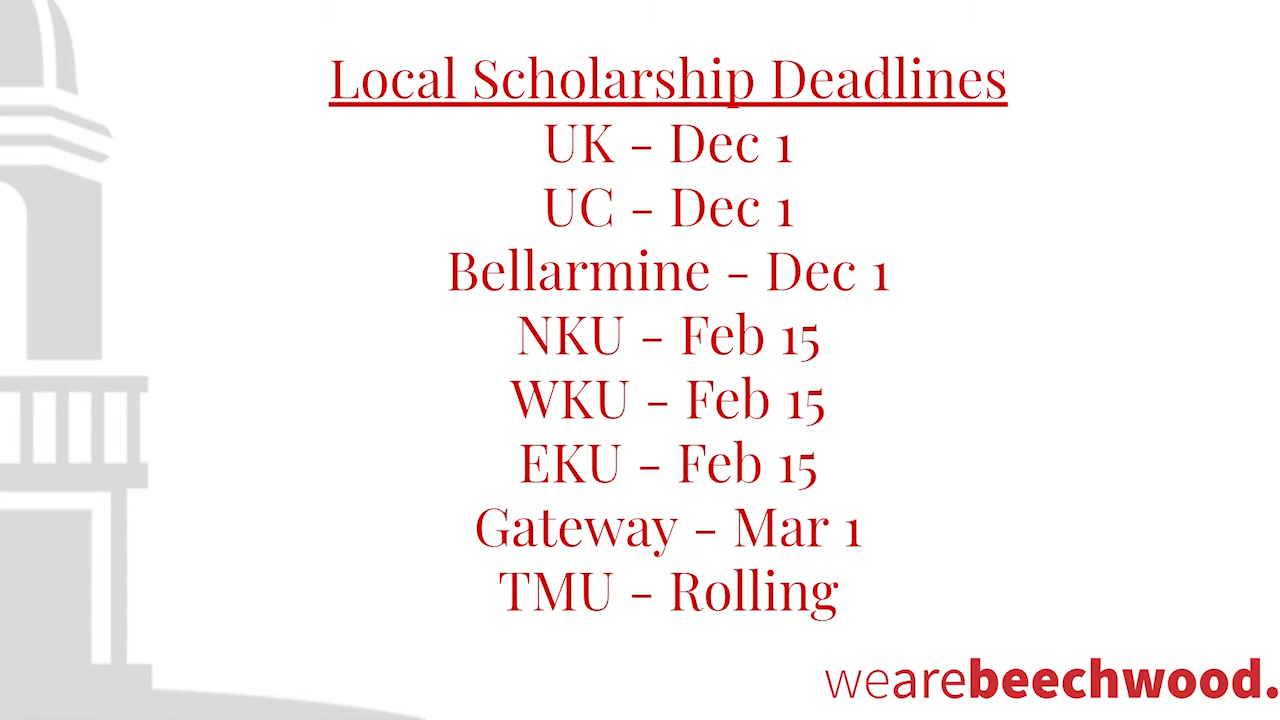 Local Scholarship Deadlines
UK - Dec 1
UC - Dec 1
Bellarmine - Dec 1
NKU - Feb 15
WKU - Feb 15
EKU - Feb 15
Gateway - Mar 1
TMU - Rolling
wearebeechwood.